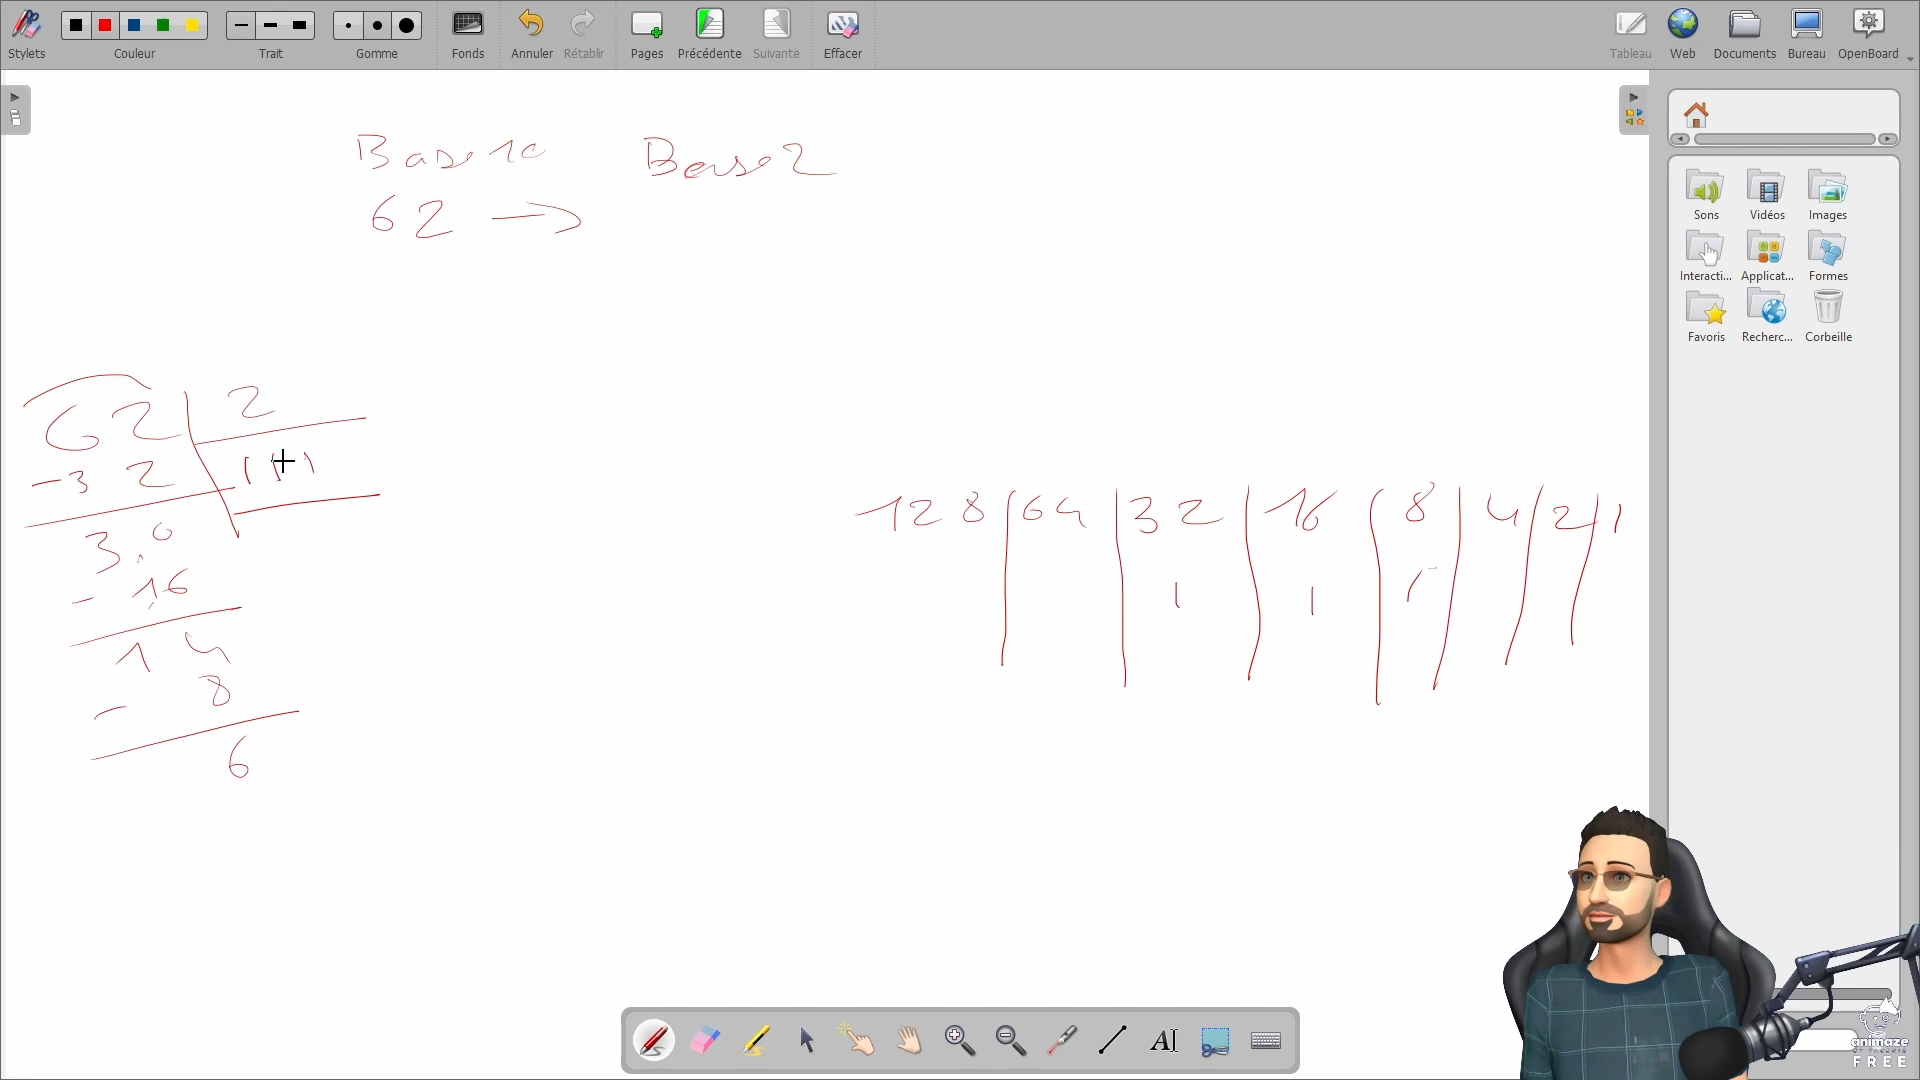 Stylets Couleur Trait Gomme Fonds Annuler Rétablir Pages Précédente Suivante Effacer Tableau Web Documents Bureau OpenBoard
Base 10 Base 2
62 →
62 2
-32 111
30
- 16
14
- 8
6
128 64 32 16 8 4 2 1
1 1 1
Sons Vidéos Images
Interacti... Applicat... Formes
Favoris Recherc... Corbeille
AI
animaze
FREE